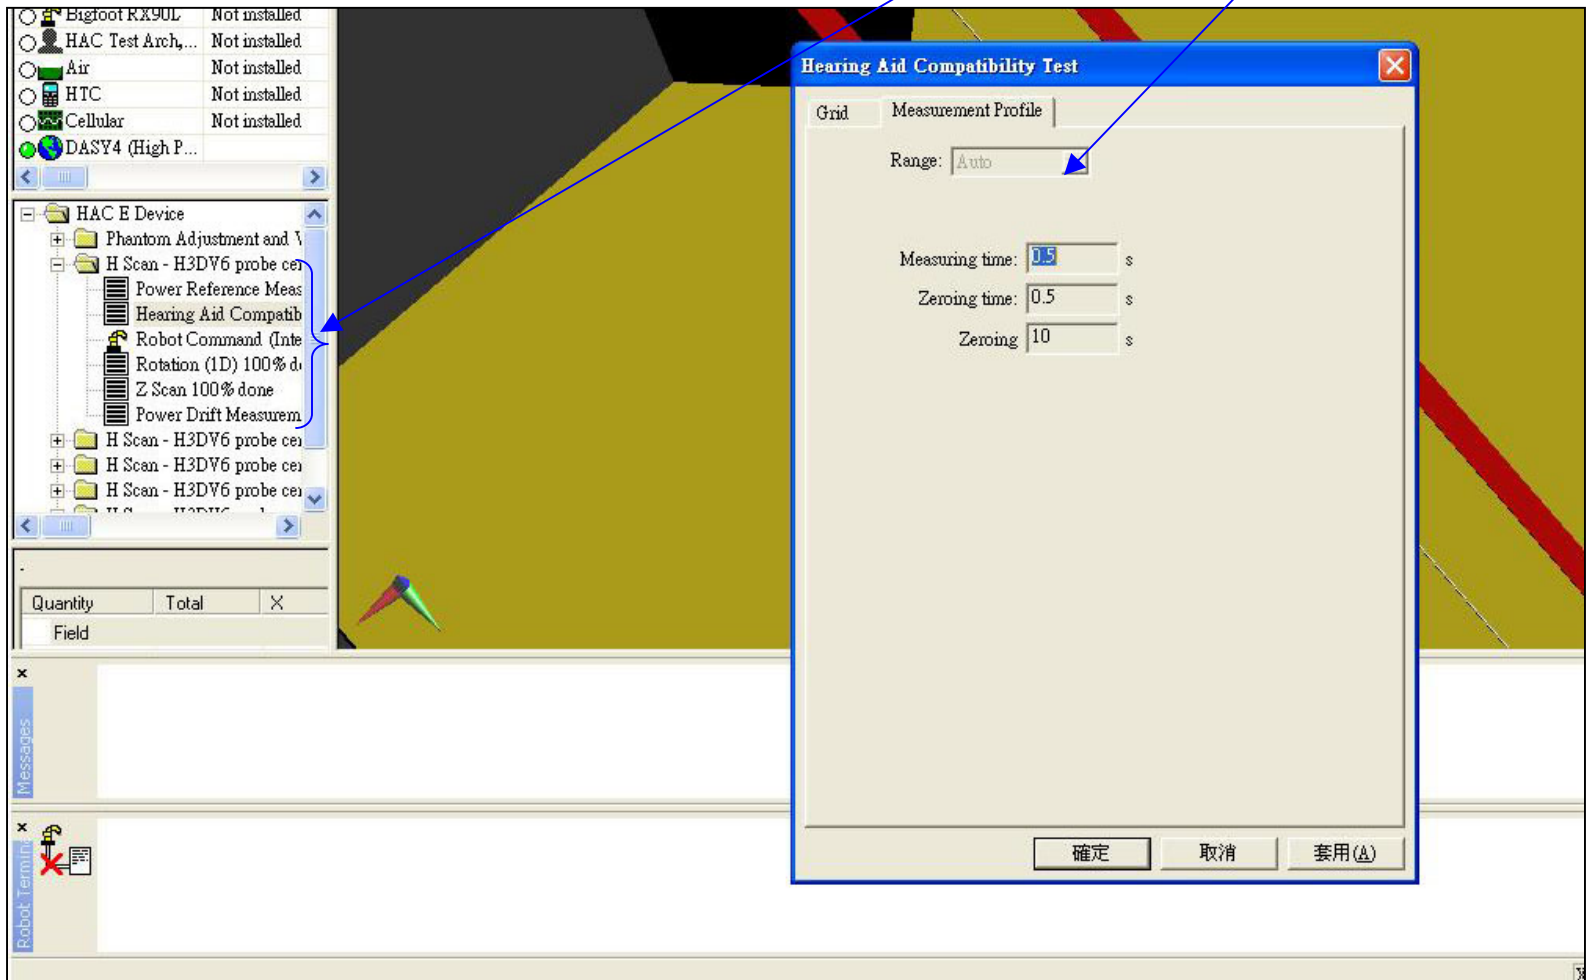 Bigfoot RX90L Not installed
HAC Test Arch,... Not installed
Air Not installed
HTC Not installed
Cellular Not installed
DASY4 (High P...
HAC E Device
Phantom Adjustment and V
H Scan - H3DV6 probe cer
Power Reference Meas
Hearing Aid Compatib
Robot Command (Inte
Rotation (1D) 100% d
Z Scan 100% done
Power Drift Measurem
H Scan - H3DV6 probe cer
H Scan - H3DV6 probe cer
H Scan - H3DV6 probe cer
Quantity Total X
Field
Messages
Robot Termina
Hearing Aid Compatibility Test
Grid Measurement Profile
Range: Auto
Measuring time: 0.5 s
Zeroing time: 0.5 s
Zeroing 10 s
確定 取消 套用(A)